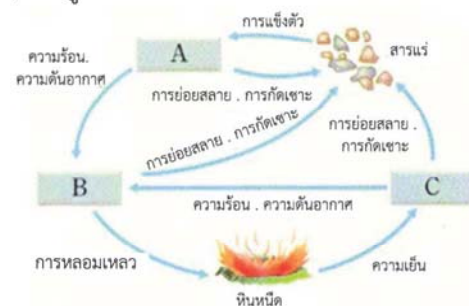 การแข็งตัว
สารแร่
A
ความร้อน.
ความดันอากาศ
การย่อยสลาย . การกัดเซาะ
การย่อยสลาย . การกัดเซาะ
การย่อยสลาย .
การกัดเซาะ
B
C
ความร้อน . ความดันอากาศ
การหลอมเหลว
ความเย็น
หินหนืด